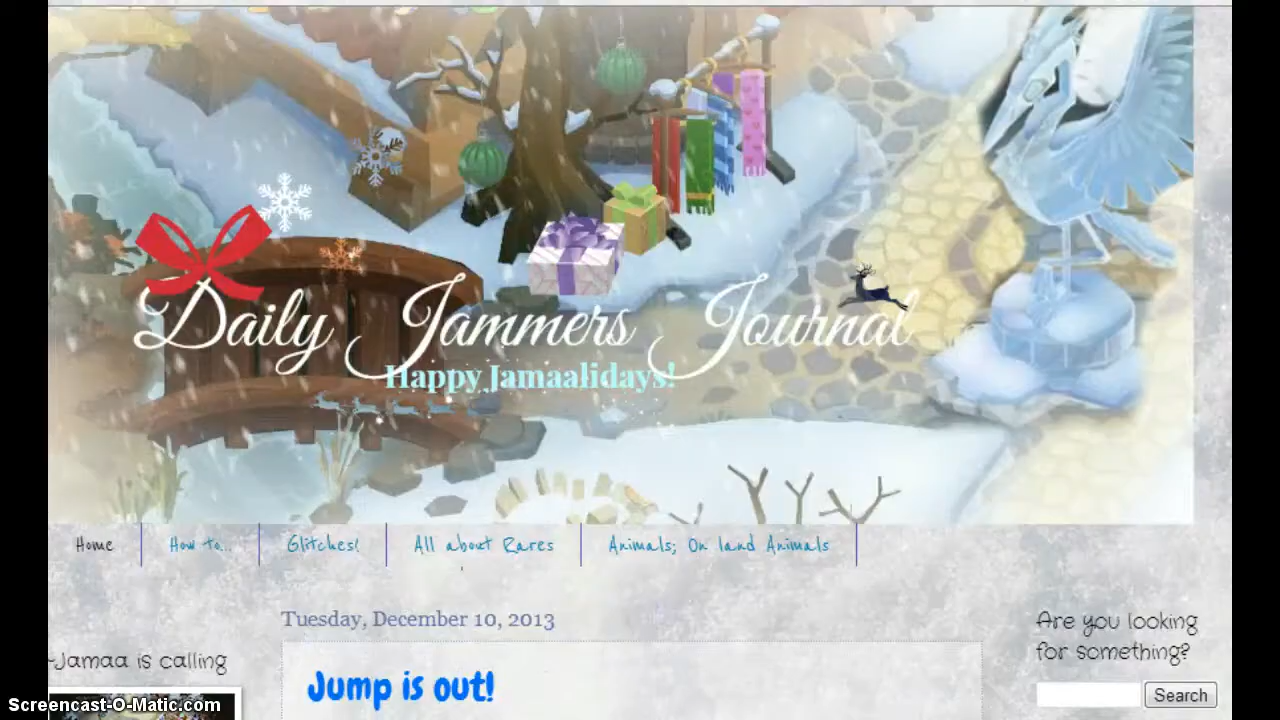 Daily Jammers Journal
Happy Jamaalidays!
Home
How to...
Glitches!
All about Rares
Animals; On land Animals
Tuesday, December 10, 2013
Are you looking
for something?
~Jamaa is calling
Jump is out!
Search
Screencast-O-Matic.com